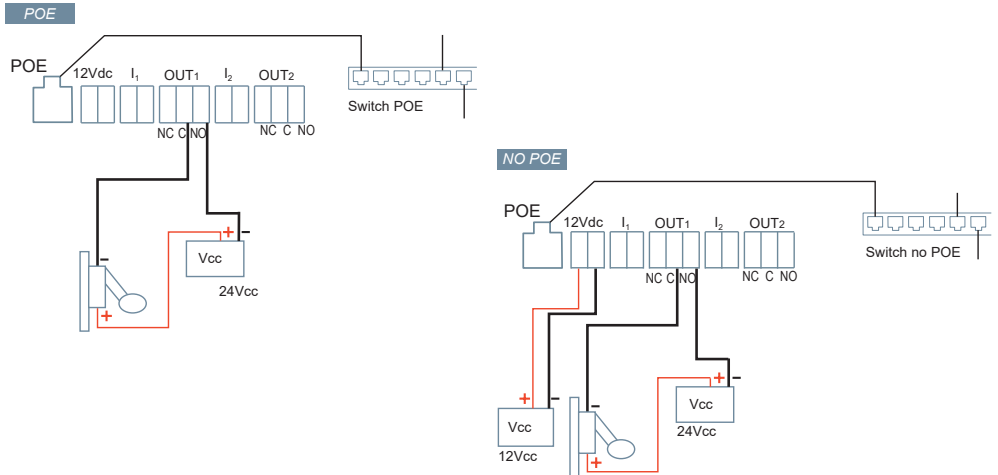 POE
POE 12Vdc I1 OUT1 I2 OUT2
Switch POE
NC C NO NC C NO
+ -
Vcc
24Vcc
-
+
NO POE
POE 12Vdc I1 OUT1 I2 OUT2
Switch no POE
NC C NO NC C NO
+ -
Vcc
24Vcc
+ -
Vcc
12Vcc
-
+